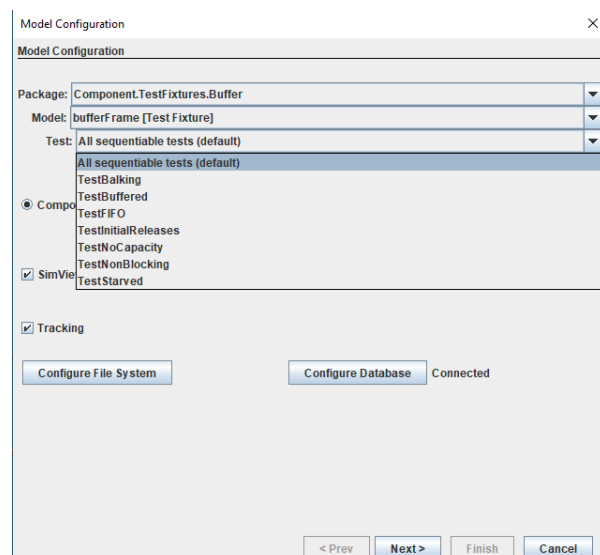 Model Configuration
Model Configuration
Package: Component.TestFixtures.Buffer
Model: bufferFrame [Test Fixture]
Test: All sequentiable tests (default)
All sequentiable tests (default)
TestBalking
TestBuffered
TestFIFO
TestInitialReleases
TestNoCapacity
TestNonBlocking
TestStarved
Compo
SimVie
Tracking
Configure File System Configure Database Connected
< Prev Next > Finish Cancel